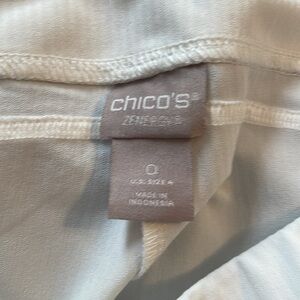 chico's®
ZENERGY®
0
U.S. SIZE 4
MADE IN
INDONESIA